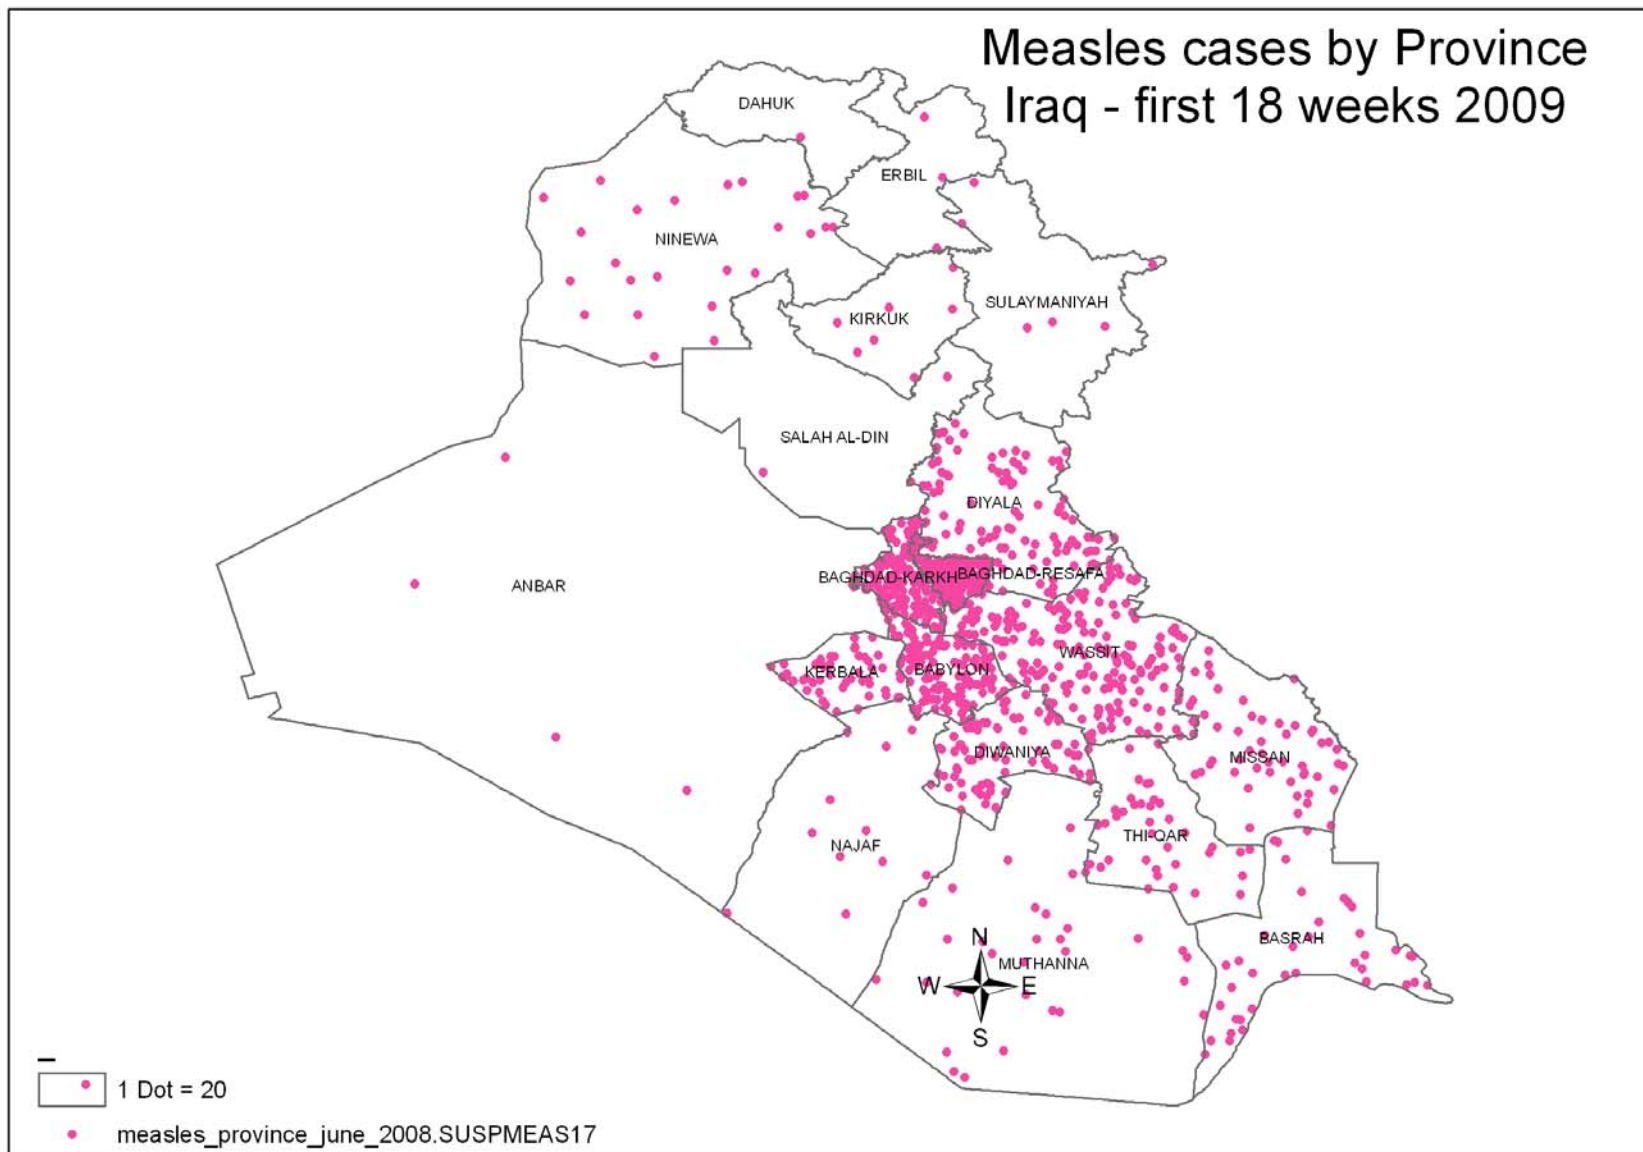 Measles cases by Province
Iraq - first 18 weeks 2009
DAHUK
ERBIL
NINEWA
SULAYMANIYAH
KIRKUK
SALAH AL-DIN
DIYALA
BAGHDAD-KARKH
BAGHDAD-RESAFA
ANBAR
WASSIT
KERBALA
BABYLON
DIWANIYA
MISSAN
THI-QAR
NAJAF
BASRAH
MUTHANNA
N
W
E
S
1 Dot = 20
measles_province_june_2008.SUSPMEAS17